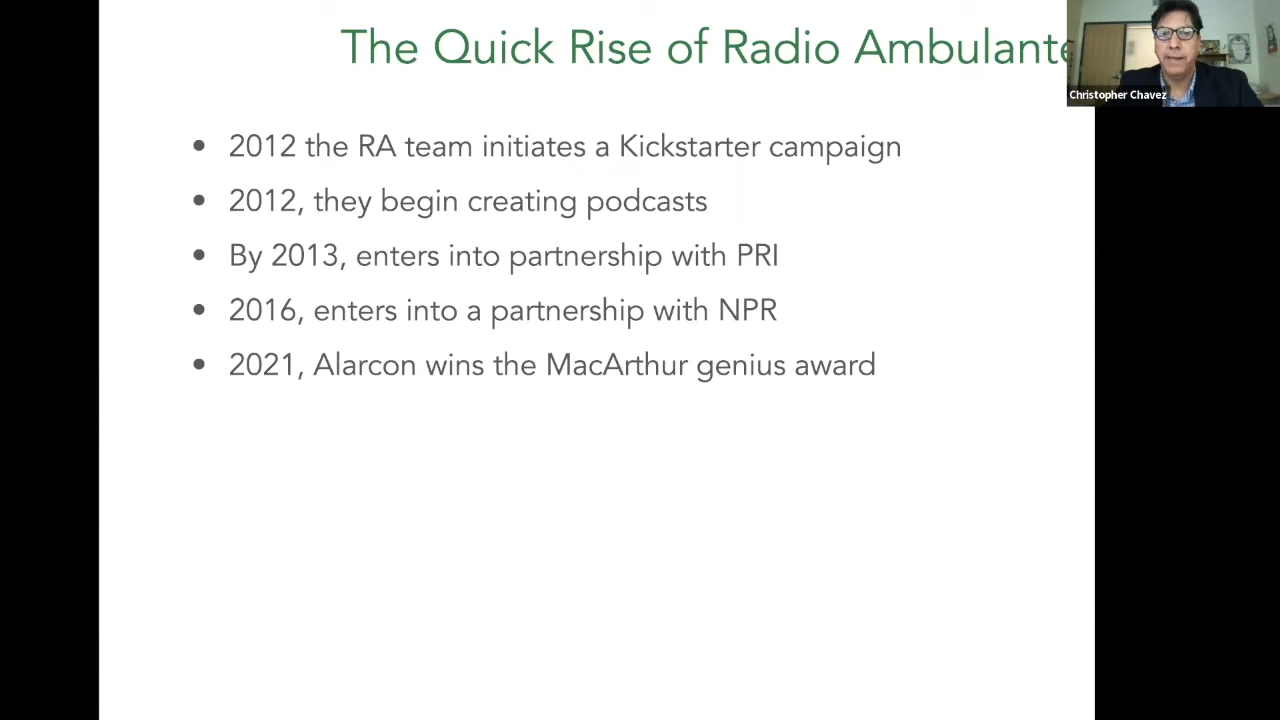 The Quick Rise of Radio Ambulante
Christopher Chavez
• 2012 the RA team initiates a Kickstarter campaign
• 2012, they begin creating podcasts
• By 2013, enters into partnership with PRI
• 2016, enters into a partnership with NPR
• 2021, Alarcon wins the MacArthur genius award